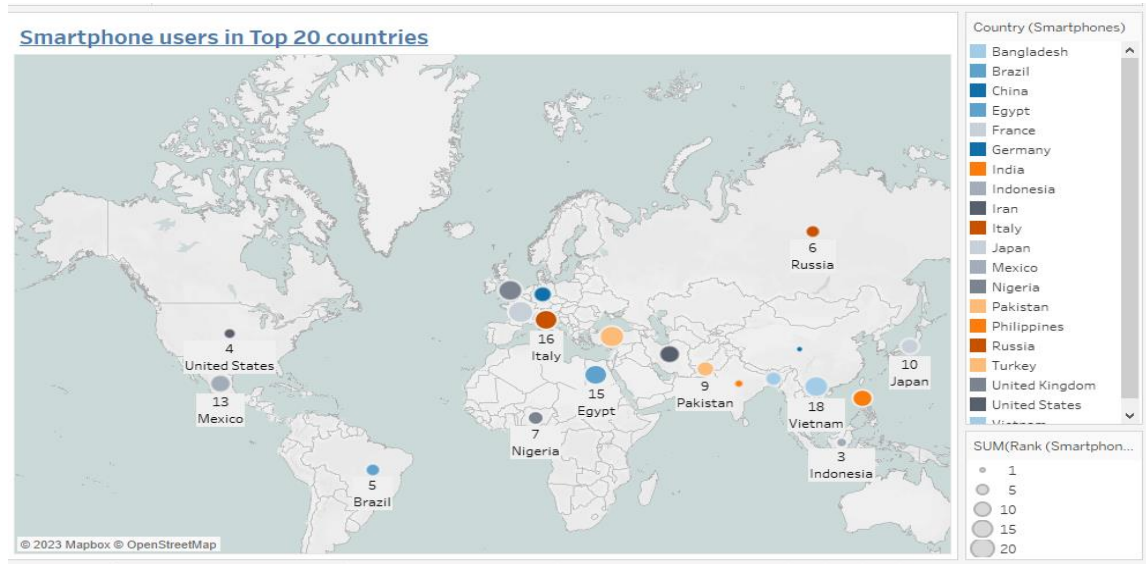 Smartphone users in Top 20 countries
6
Russia
4
United States
16
Italy
10
Japan
13
Mexico
15
Egypt
9
Pakistan
18
Vietnam
7
Nigeria
3
Indonesia
5
Brazil
© 2023 Mapbox © OpenStreetMap
Country (Smartphones)
Bangladesh
Brazil
China
Egypt
France
Germany
India
Indonesia
Iran
Italy
Japan
Mexico
Nigeria
Pakistan
Philippines
Russia
Turkey
United Kingdom
United States
Vietnam
SUM(Rank (Smartphon...
1
5
10
15
20